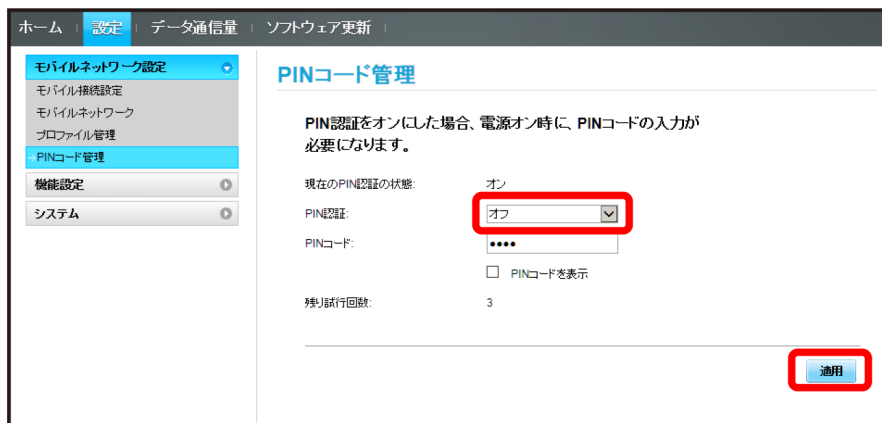 ホーム 設定 データ通信量 ソフトウェア更新
モバイルネットワーク設定
モバイル接続設定
モバイルネットワーク
プロファイル管理
PINコード管理
機能設定
システム
PINコード管理
PIN認証をオンにした場合、電源オン時に、PINコードの入力が
必要になります。
現在のPIN認証の状態: オン
PIN認証: オフ
PINコード: ••••
PINコードを表示
残り試行回数: 3
適用